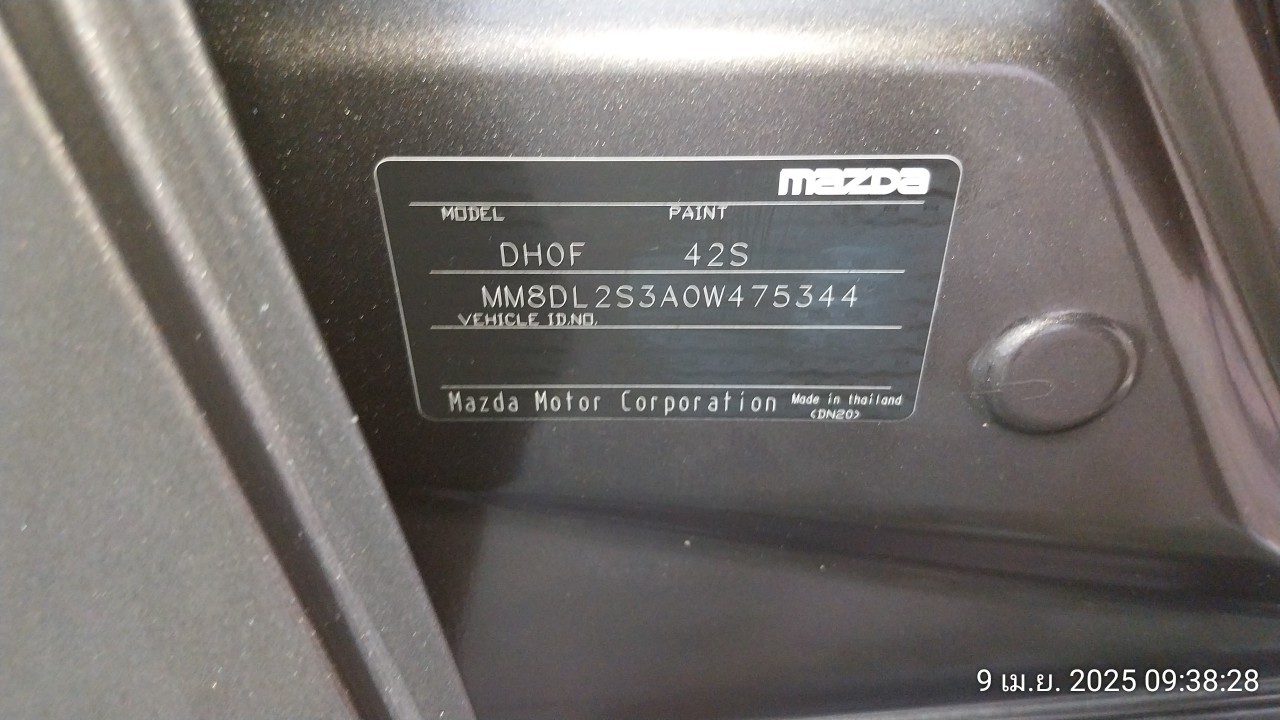 mazda
MODEL PAINT
DH0F 42S
MM8DL2S3A0W475344
VEHICLE ID.NO.
Mazda Motor Corporation Made in thailand
<DN20>
9 เม.ย. 2025 09:38:28